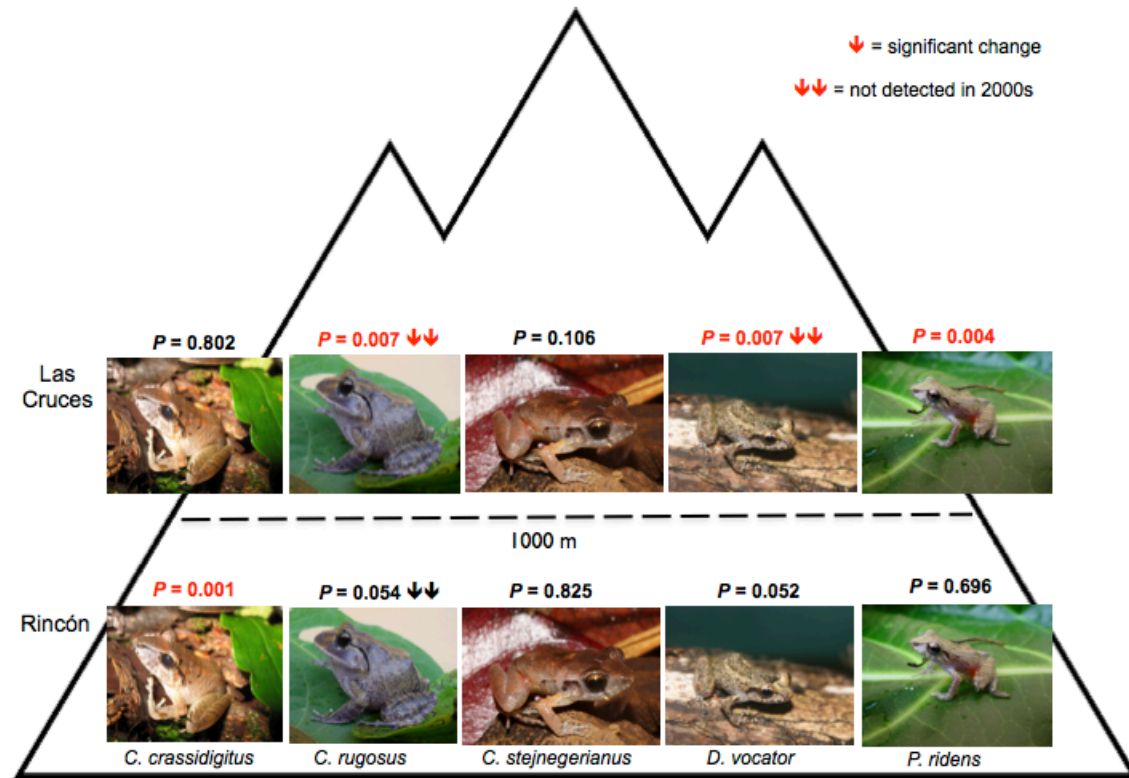 ↓ = significant change
↓↓ = not detected in 2000s
P = 0.802
P = 0.007 ↓↓
P = 0.106
P = 0.007 ↓↓
P = 0.004
Las
Cruces
1000 m
P = 0.001
P = 0.054 ↓↓
P = 0.825
P = 0.052
P = 0.696
Rincón
C. crassidigitus
C. rugosus
C. stejnegerianus
D. vocator
P. ridens